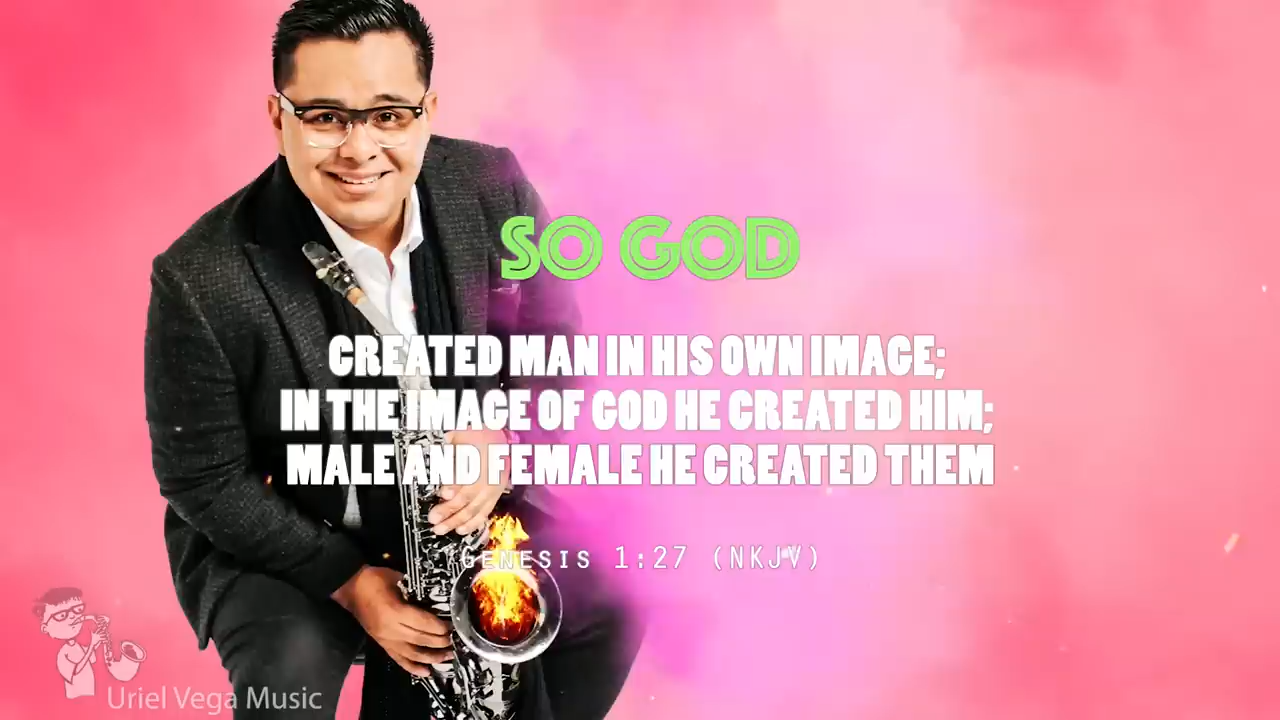 SO GOD
CREATED MAN IN HIS OWN IMAGE;
IN THE IMAGE OF GOD HE CREATED HIM;
MALE AND FEMALE HE CREATED THEM
GENESIS 1:27 (NKJV)
Uriel Vega Music